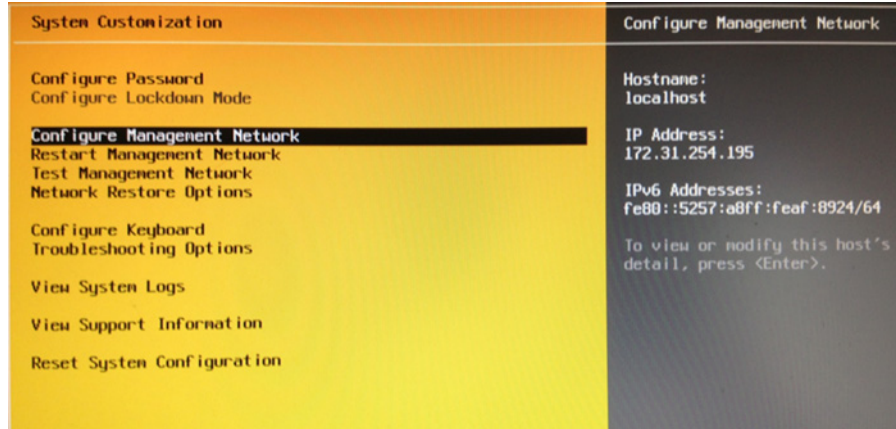 System Customization
Configure Password
Configure Lockdown Mode
Configure Management Network
Restart Management Network
Test Management Network
Network Restore Options
Configure Keyboard
Troubleshooting Options
View System Logs
View Support Information
Reset System Configuration
Configure Management Network
Hostname:
localhost
IP Address:
172.31.254.195
IPv6 Addresses:
fe80::5257:a8ff:feaf:8924/64
To view or modify this host's
detail, press <Enter>.